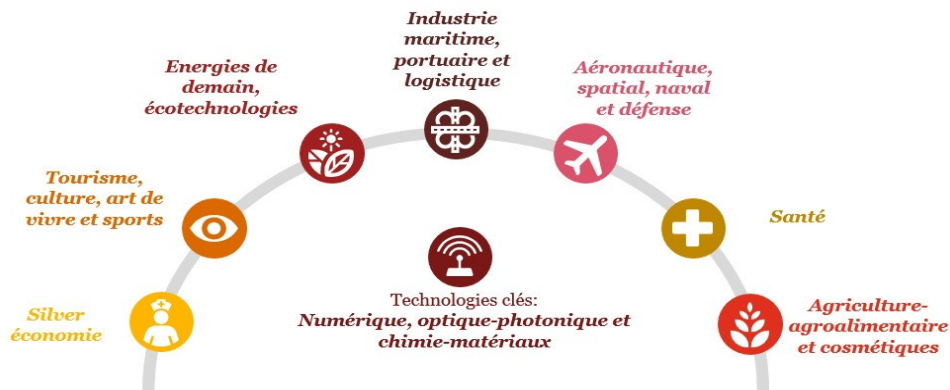 Industrie
maritime,
portuaire et
logistique
Energies de
demain,
écotechnologies
Aéronautique,
spatial, naval
et défense
Tourisme,
culture, art de
vivre et sports
Santé
Silver
économie
Technologies clés:
Numérique, optique-photonique et
chimie-matériaux
Agriculture-
agroalimentaire
et cosmétiques